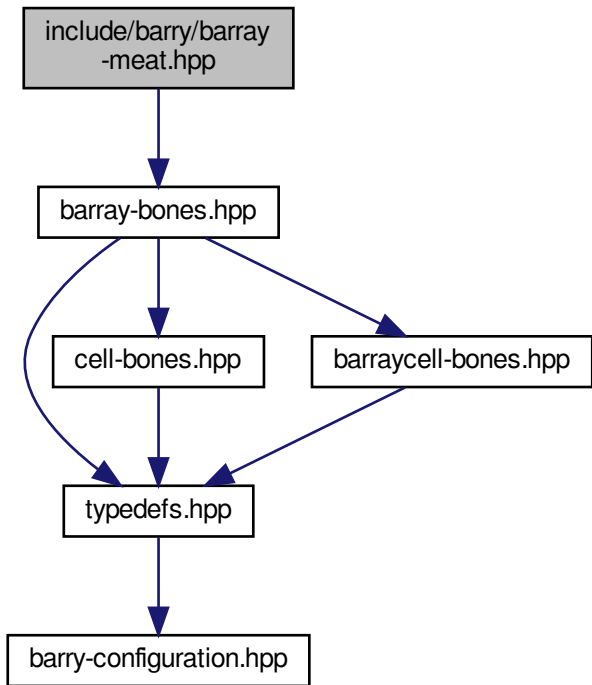 include/barry/barray
-meat.hpp
barray-bones.hpp
cell-bones.hpp
barraycell-bones.hpp
typedefs.hpp
barry-configuration.hpp